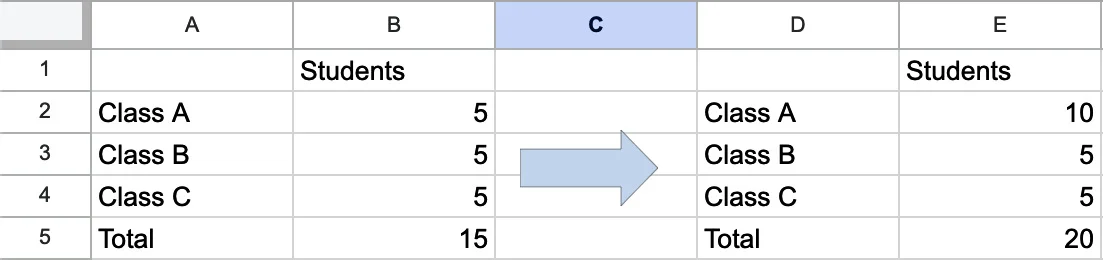 A B C D E
1 Students Students
2 Class A 5 Class A 10
3 Class B 5 Class B 5
4 Class C 5 Class C 5
5 Total 15 Total 20